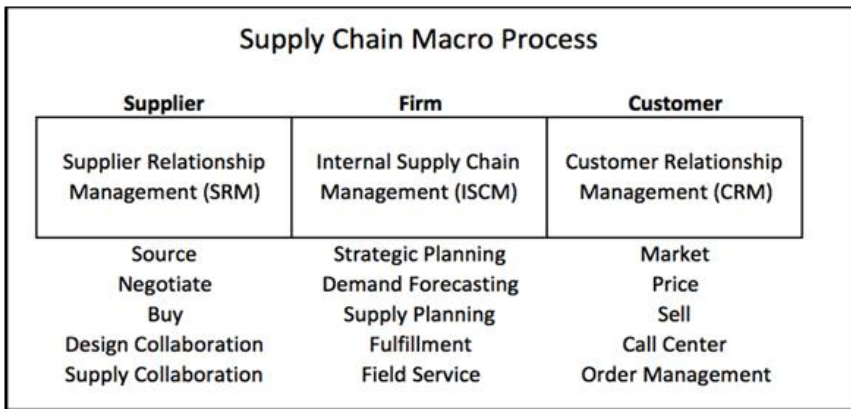 Supply Chain Macro Process
Supplier Firm Customer
Supplier Relationship Management (SRM)
Internal Supply Chain Management (ISCM)
Customer Relationship Management (CRM)
Source Strategic Planning Market
Negotiate Demand Forecasting Price
Buy Supply Planning Sell
Design Collaboration Fulfillment Call Center
Supply Collaboration Field Service Order Management